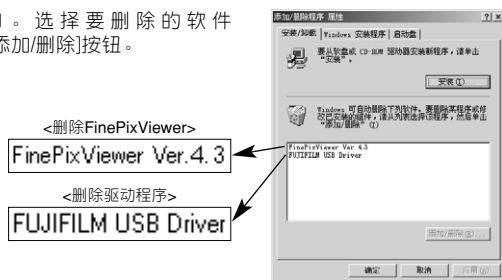 ]。选择要删除的软件
添加/删除]按钮。
<删除FinePixViewer>
FinePixViewer Ver.4.3
<删除驱动程序>
FUJIFILM USB Driver
添加/删除程序 属性
安装/卸载 Windows 安装程序 启动盘
要从软盘或 CD-ROM 驱动器安装新程序，请单击
“安装”。
安装(I)
Windows 可自动删除下列软件。要删除某程序或修
改已安装的组件，请从列表选择该程序，然后单击
“添加/删除”(T)
FinePixViewer Ver.4.3
FUJIFILM USB Driver
添加/删除(R)...
确定 取消 应用(A)